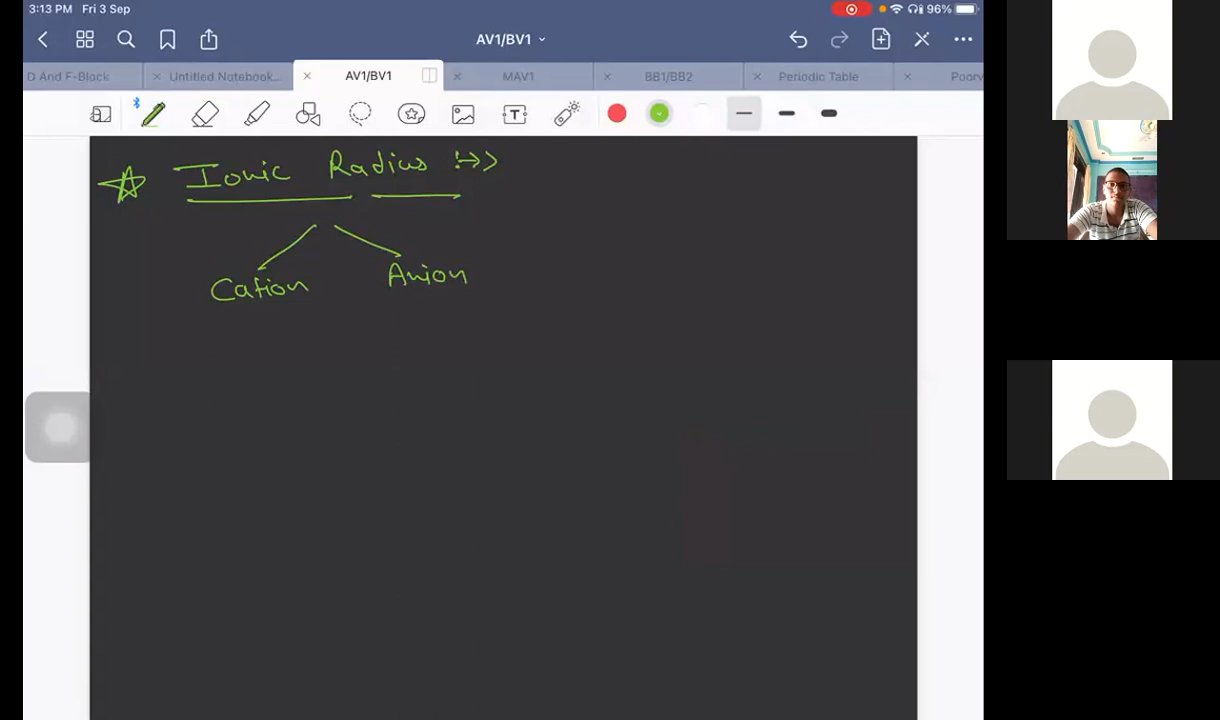 3:13 PM Fri 3 Sep 96%
AV1/BV1
D And F-Block Untitled Notebook... AV1/BV1 MAV1 BB1/BB2 Periodic Table Poorv
T
Ionic Radius
Cation Anion